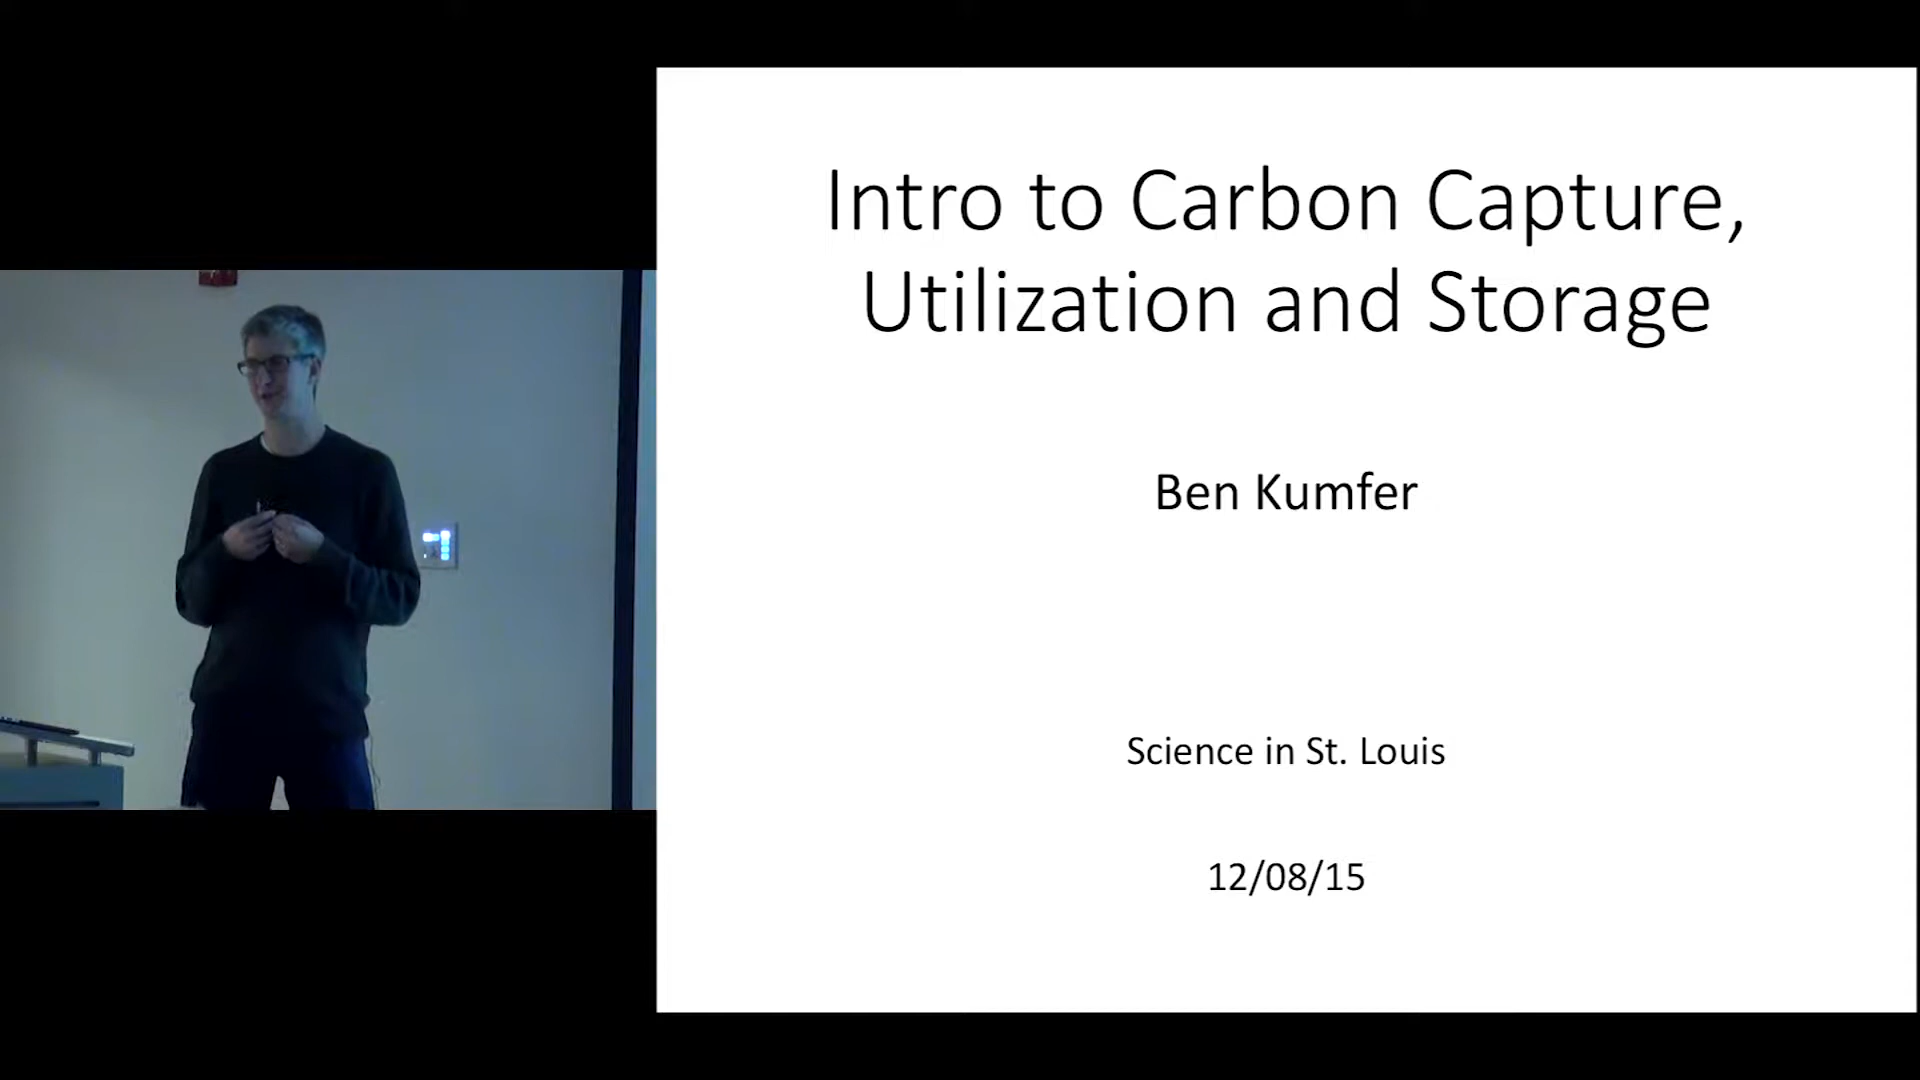 Intro to Carbon Capture,
Utilization and Storage
Ben Kumfer
Science in St. Louis
12/08/15